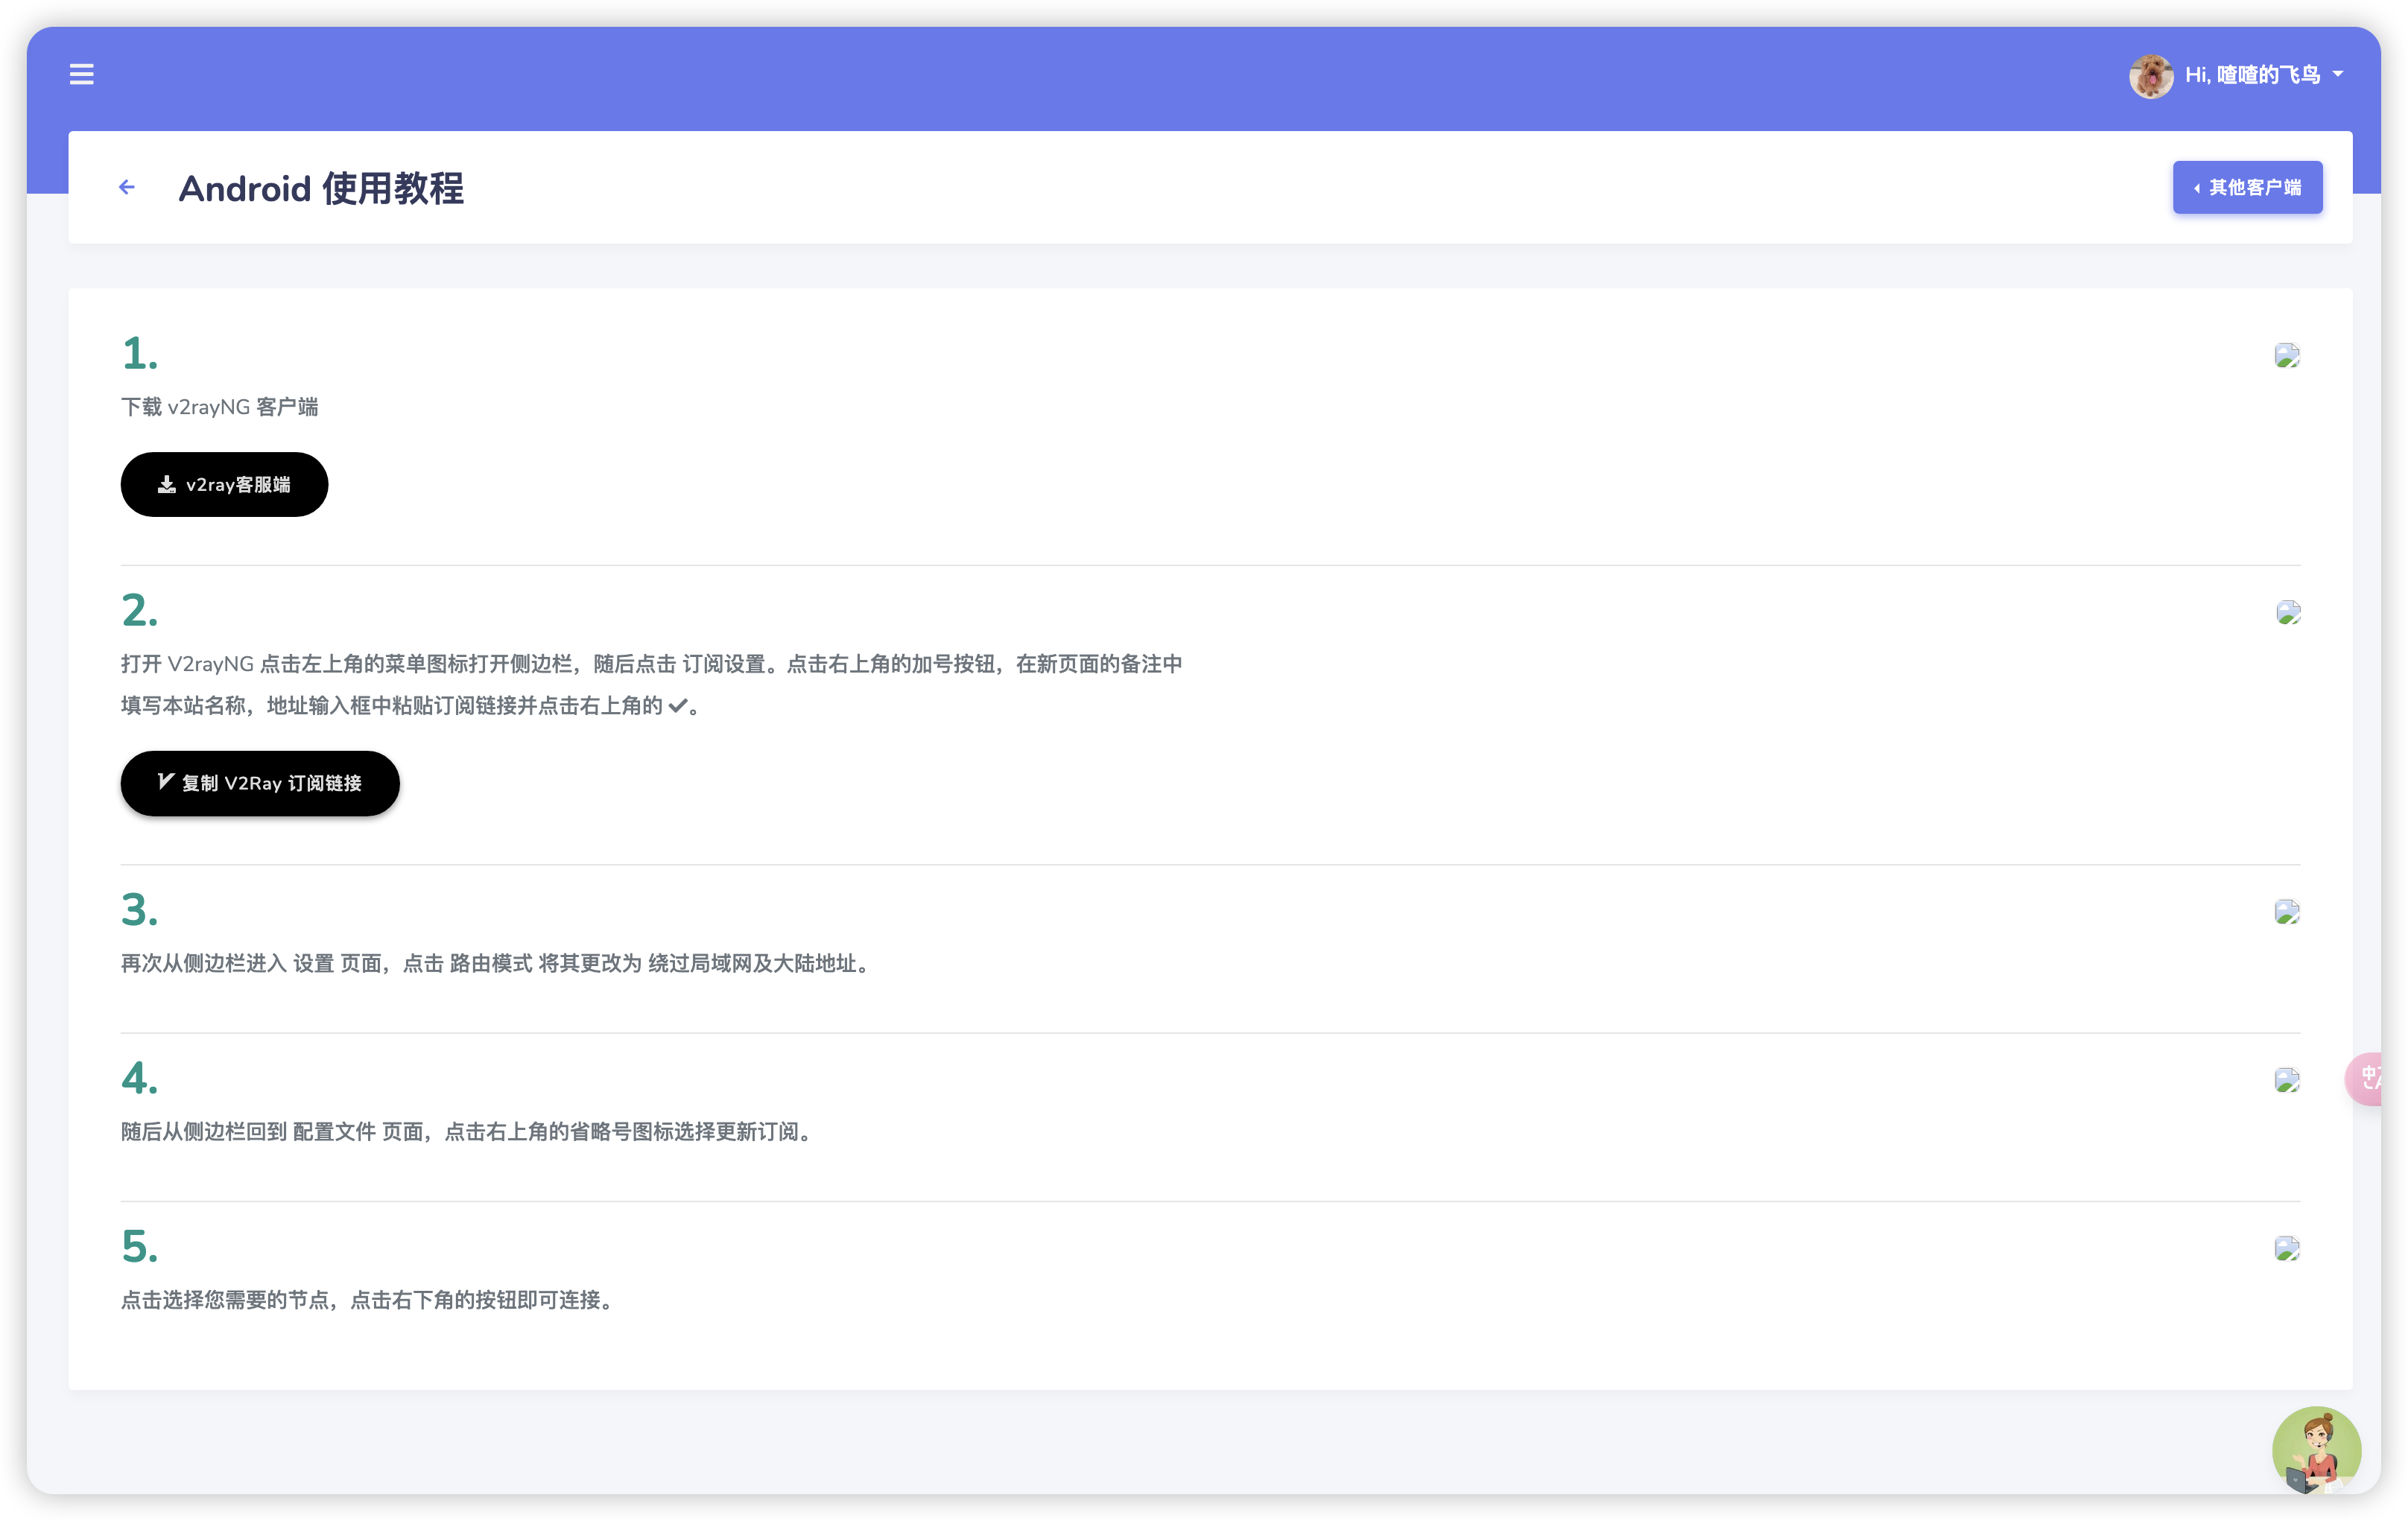 Hi, 喳喳的飞鸟
Android 使用教程
其他客户端
1.
下载 v2rayNG 客户端
v2ray客服端
2.
打开 V2rayNG 点击左上角的菜单图标打开侧边栏，随后点击 订阅设置。点击右上角的加号按钮，在新页面的备注中
填写本站名称，地址输入框中粘贴订阅链接并点击右上角的 ✔。
复制 V2Ray 订阅链接
3.
再次从侧边栏进入 设置 页面，点击 路由模式 将其更改为 绕过局域网及大陆地址。
4.
随后从侧边栏回到 配置文件 页面，点击右上角的省略号图标选择更新订阅。
5.
点击选择您需要的节点，点击右下角的按钮即可连接。
中